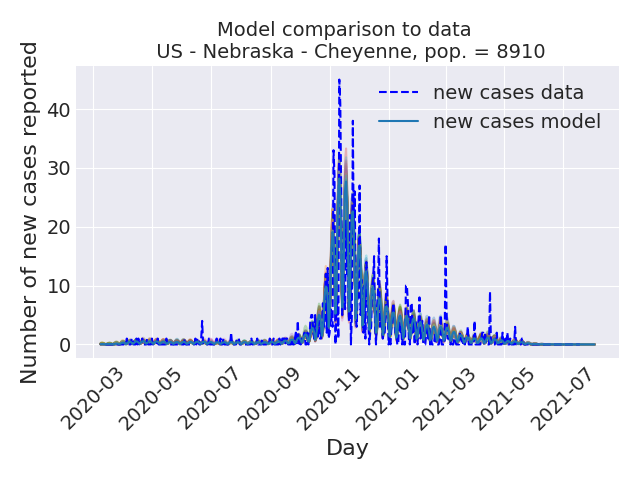 Model comparison to data
US - Nebraska - Cheyenne, pop. = 8910
Number of new cases reported
40
30
20
10
0
new cases data
new cases model
2020-03
2020-05
2020-07
2020-09
2020-11
2021-01
2021-03
2021-05
2021-07
Day